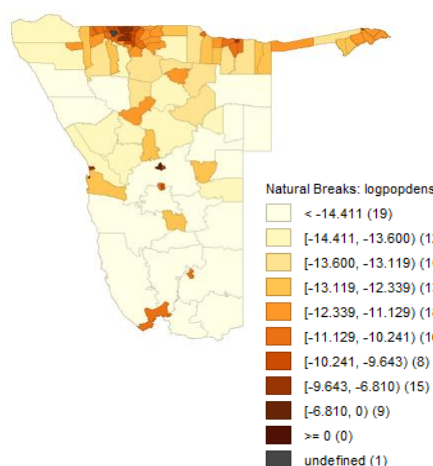 Natural Breaks: logpopdens
< -14.411 (19)
[-14.411, -13.600)
[-13.600, -13.119)
[-13.119, -12.339)
[-12.339, -11.129)
[-11.129, -10.241)
[-10.241, -9.643) (8)
[-9.643, -6.810) (15)
[-6.810, 0) (9)
>= 0 (0)
undefined (1)